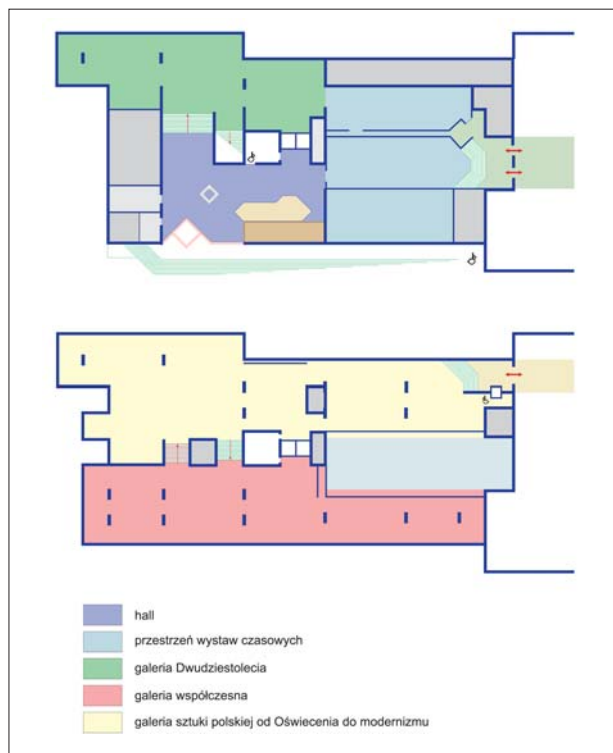 hall
przestrzeń wystaw czasowych
galeria Dwudziestolecia
galeria współczesna
galeria sztuki polskiej od Oświecenia do modernizmu